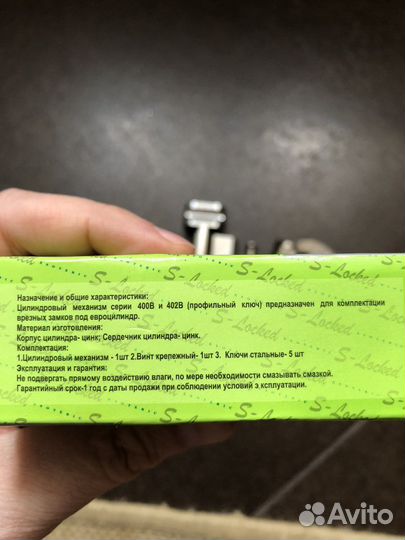 S-Locked
Назначение и общие характеристики:
Цилиндровый механизм серии 400В и 402В (профильный ключ) предназначен для комплектации
врезных замков под евроцилиндр.
Материал изготовления:
Корпус цилиндра- цинк; Сердечник цилиндра- цинк.
Комплектация:
1.Цилиндровый механизм - 1шт 2.Винт крепежный- 1шт 3. Ключи стальные- 5 шт
Эксплуатация и гарантия:
Не подвергать прямому воздействию влаги, по мере необходимости смазывать смазкой.
Гарантийный срок-1 год с даты продажи при соблюдении условий э,ксплуатации.
S-Locked
Avito